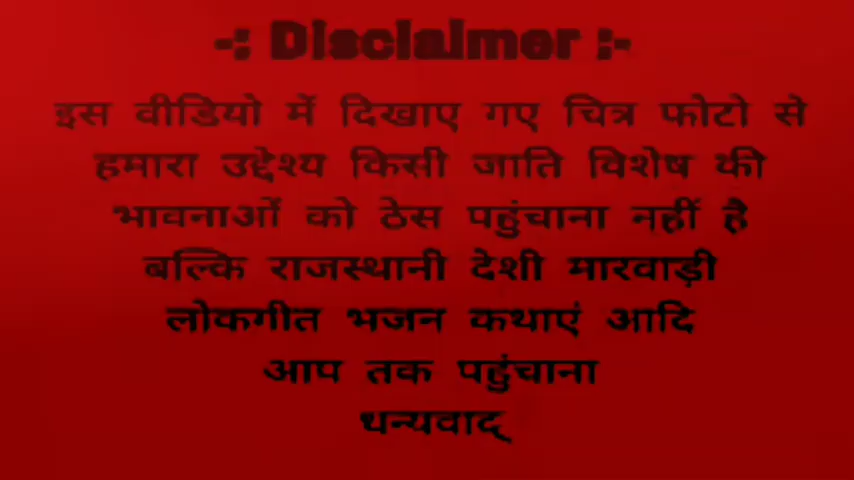 -: Disclaimer :-
इस वीडियो में दिखाए गए चित्र फोटो से
हमारा उद्देश्य किसी जाति विशेष की
भावनाओं को ठेस पहुंचाना नहीं है
बल्कि राजस्थानी देशी मारवाड़ी
लोकगीत भजन कथाएं आदि
आप तक पहुंचाना
धन्यवाद्